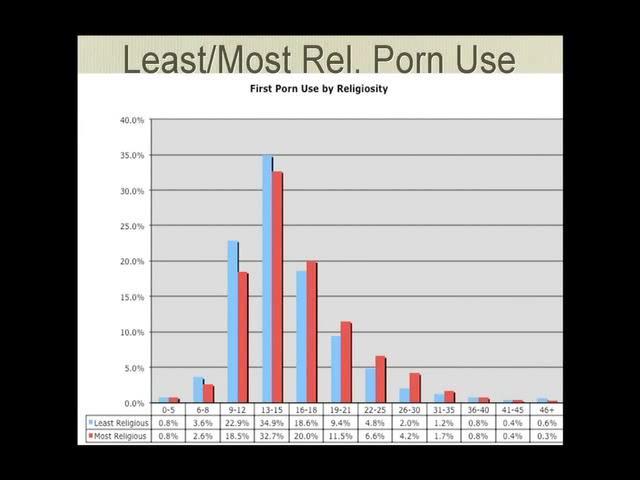 Least/Most Rel. Porn Use
First Porn Use by Religiosity
40.0%
35.0%
30.0%
25.0%
20.0%
15.0%
10.0%
5.0%
0.0%
0-5 6-8 9-12 13-15 16-18 19-21 22-25 26-30 31-35 36-40 41-45 46+
Least Religious 0.8% 3.6% 22.9% 34.9% 18.6% 9.4% 4.8% 2.0% 1.2% 0.8% 0.4% 0.6%
Most Religious 0.8% 2.6% 18.5% 32.7% 20.0% 11.5% 6.6% 4.2% 1.7% 0.8% 0.4% 0.3%